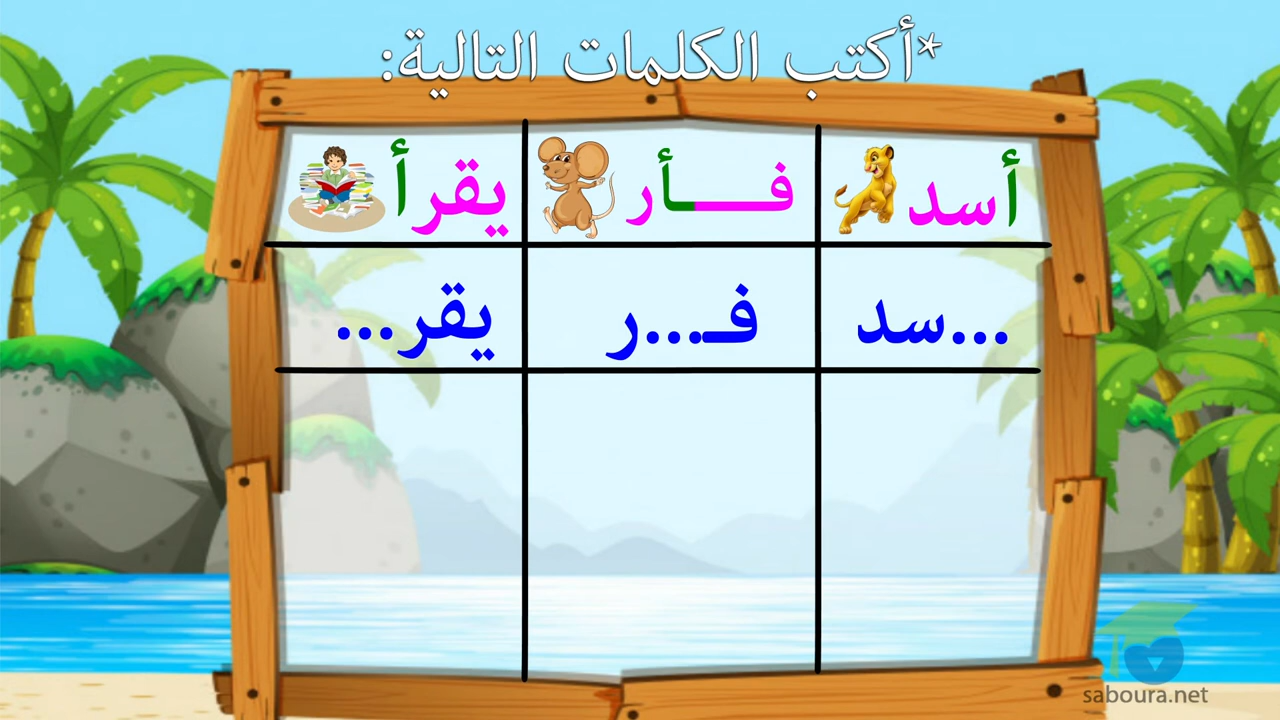 *أكتب الكلمات التالية:
أسد فـــأر يقرأ
...سد فـ...ر يقر...
saboura.net